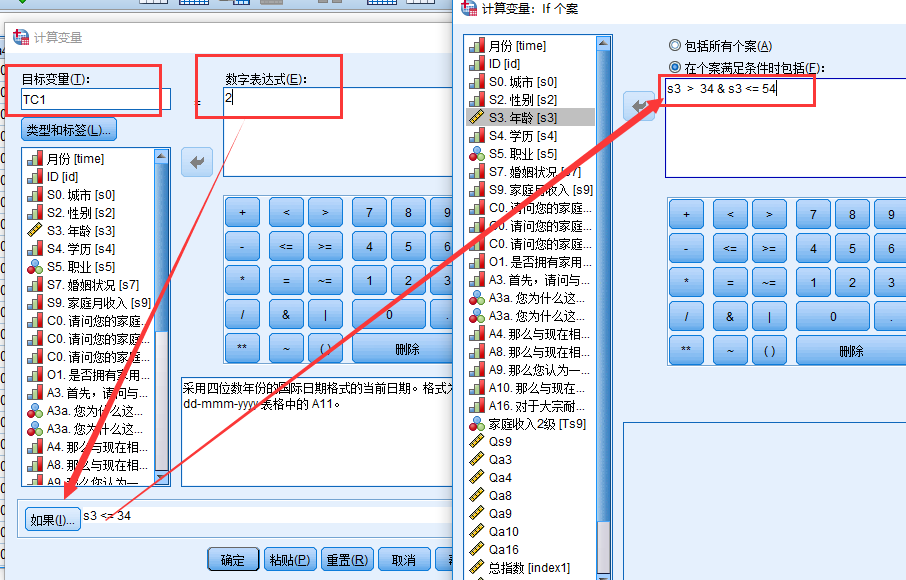 计算变量
目标变量(T):
TC1
=
数字表达式(E):
2
类型和标签(L)...
月份 [time]
ID [id]
S0. 城市 [s0]
S2. 性别 [s2]
S3. 年龄 [s3]
S4. 学历 [s4]
S5. 职业 [s5]
S7. 婚姻状况 [s7]
S9. 家庭月收入 [s9]
C0. 请问您的家庭...
C0. 请问您的家庭...
C0. 请问您的家庭...
O1. 是否拥有家用...
A3. 首先，请问与...
A3a. 您为什么这...
A3a. 您为什么这...
A4. 那么与现在相...
A8. 那么与现在相...
A9. 那么您认为一...
+ < > 7 8 9
- <= >= 4 5 6
* = ~= 1 2 3
/ & | 0 .
** ~ ( ) 删除
采用四位数年份的国际日期格式的当前日期。格式为
dd-mmm-yyyy 表格中的 A11。
如果(I)... s3 <= 34
确定 粘贴(P) 重置(R) 取消
计算变量：If 个案
月份 [time]
ID [id]
S0. 城市 [s0]
S2. 性别 [s2]
S3. 年龄 [s3]
S4. 学历 [s4]
S5. 职业 [s5]
S7. 婚姻状况 [s7]
S9. 家庭月收入 [s9]
C0. 请问您的家庭...
C0. 请问您的家庭...
C0. 请问您的家庭...
O1. 是否拥有家用...
A3. 首先，请问与...
A3a. 您为什么这...
A3a. 您为什么这...
A4. 那么与现在相...
A8. 那么与现在相...
A9. 那么您认为一...
A10. 那么与现在...
A16. 对于大宗耐...
家庭收入2级 [Ts9]
Qs9
Qa3
Qa4
Qa8
Qa9
Qa10
Qa16
总指数 [index1]
包括所有个案(A)
在个案满足条件时包括(F):
s3 > 34 & s3 <= 54
+ < > 7 8 9
- <= >= 4 5 6
* = ~= 1 2 3
/ & | 0 .
** ~ ( ) 删除